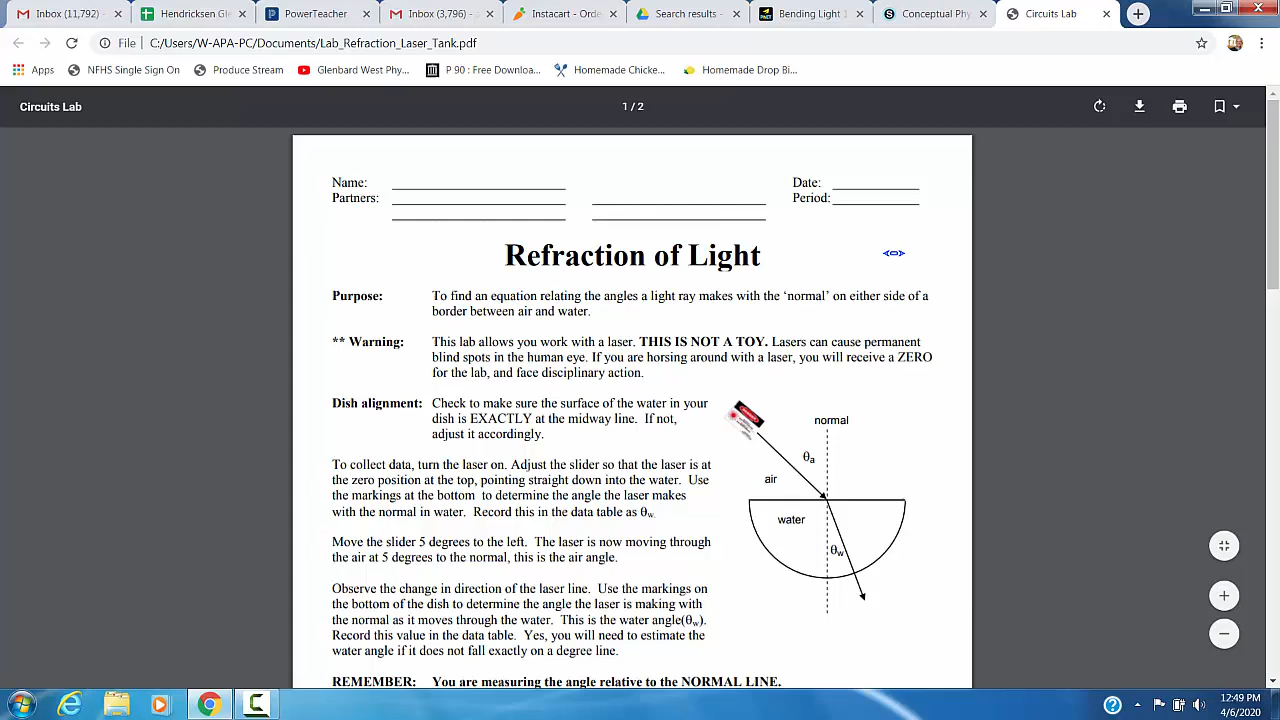 Inbox (11,792) -
Hendricksen Gle
PowerTeacher
Inbox (3,796) -
Instacart - Orde
Search results -
Bending Light
Conceptual Ph
Circuits Lab
File C:/Users/W-APA-PC/Documents/Lab_Refraction_Laser_Tank.pdf
Apps
NFHS Single Sign On
Produce Stream
Glenbard West Phy...
P 90 : Free Downloa...
Homemade Chicke...
Homemade Drop Bi...
Circuits Lab
1 / 2
Name:
Date:
Partners:
Period:
Refraction of Light
Purpose: To find an equation relating the angles a light ray makes with the ‘normal’ on either side of a
border between air and water.
** Warning: This lab allows you work with a laser. THIS IS NOT A TOY. Lasers can cause permanent
blind spots in the human eye. If you are horsing around with a laser, you will receive a ZERO
for the lab, and face disciplinary action.
Dish alignment: Check to make sure the surface of the water in your
dish is EXACTLY at the midway line. If not,
adjust it accordingly.
To collect data, turn the laser on. Adjust the slider so that the laser is at
the zero position at the top, pointing straight down into the water. Use
the markings at the bottom to determine the angle the laser makes
with the normal in water. Record this in the data table as θw.
Move the slider 5 degrees to the left. The laser is now moving through
the air at 5 degrees to the normal, this is the air angle.
Observe the change in direction of the laser line. Use the markings on
the bottom of the dish to determine the angle the laser is making with
the normal as it moves through the water. This is the water angle(θw).
Record this value in the data table. Yes, you will need to estimate the
water angle if it does not fall exactly on a degree line.
REMEMBER: You are measuring the angle relative to the NORMAL LINE.
normal
θa
air
water
θw
12:49 PM
4/6/2020